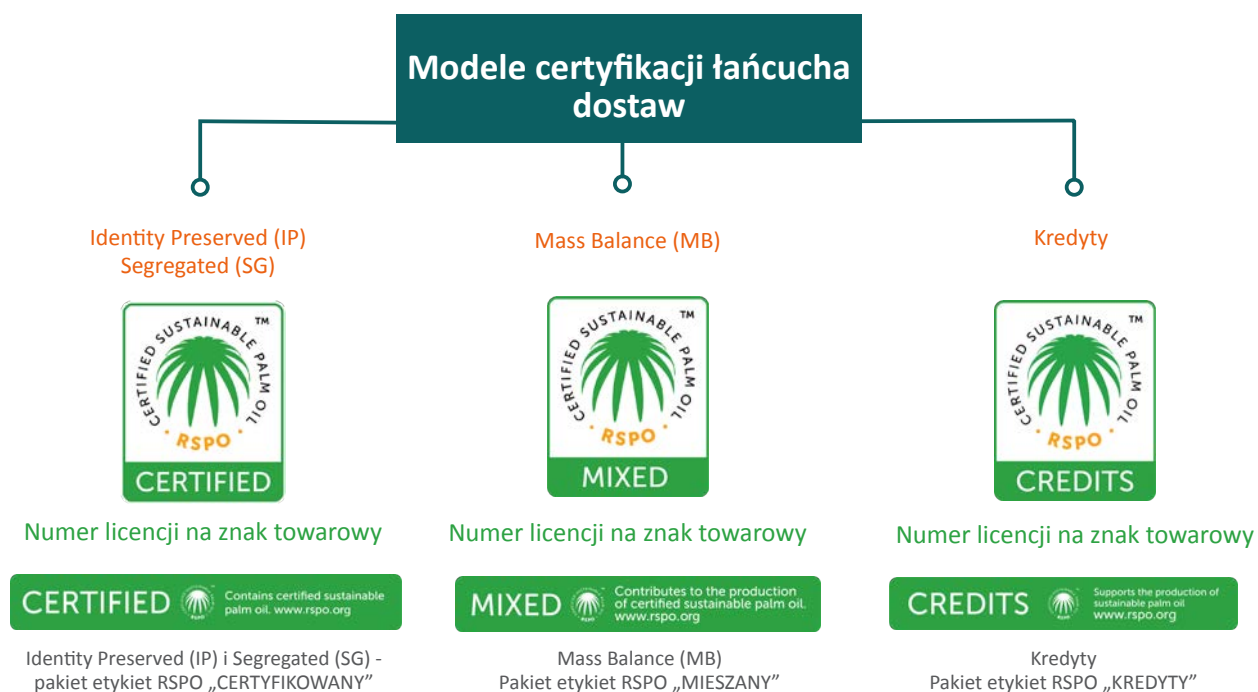 Modele certyfikacji łańcucha
dostaw
Identity Preserved (IP)
Segregated (SG)
CERTIFIED SUSTAINABLE PALM OIL ™
· RSPO ·
CERTIFIED
Numer licencji na znak towarowy
CERTIFIED
RSPO
Contains certified sustainable
palm oil. www.rspo.org
Identity Preserved (IP) i Segregated (SG) -
pakiet etykiet RSPO „CERTYFIKOWANY”
Mass Balance (MB)
CERTIFIED SUSTAINABLE PALM OIL ™
· RSPO ·
MIXED
Numer licencji na znak towarowy
MIXED
RSPO
Contributes to the production
of certified sustainable palm oil.
www.rspo.org
Mass Balance (MB)
Pakiet etykiet RSPO „MIESZANY”
Kredyty
CERTIFIED SUSTAINABLE PALM OIL ™
· RSPO ·
CREDITS
Numer licencji na znak towarowy
CREDITS
RSPO
Supports the production of
sustainable palm oil
www.rspo.org
Kredyty
Pakiet etykiet RSPO „KREDYTY”